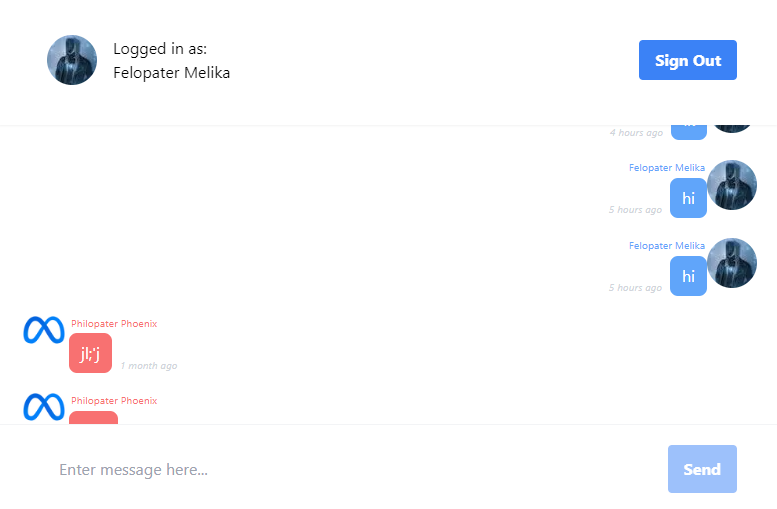 Logged in as:
Felopater Melika
Sign Out
4 hours ago
Felopater Melika
hi
5 hours ago
Felopater Melika
hi
5 hours ago
Philopater Phoenix
jl;'j
1 month ago
Philopater Phoenix
Enter message here...
Send